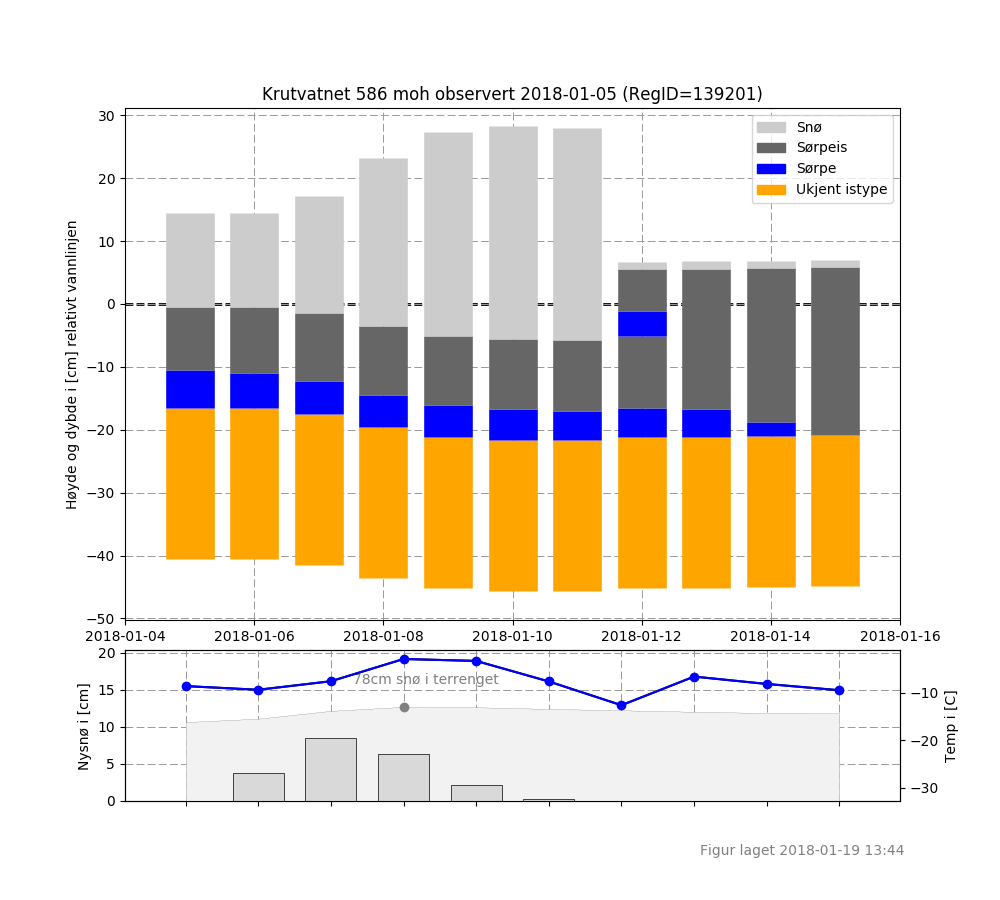 Krutvatnet 586 moh observert 2018-01-05 (RegID=139201)
Høyde og dybde i [cm] relativt vannlinjen
30
20
10
0
−10
−20
−30
−40
−50
Snø
Sørpeis
Sørpe
Ukjent istype
2018-01-04 2018-01-06 2018-01-08 2018-01-10 2018-01-12 2018-01-14 2018-01-16
Nysnø i [cm]
20
15
10
5
0
78cm snø i terrenget
−10
−20
−30
Temp i [C]
Figur laget 2018-01-19 13:44